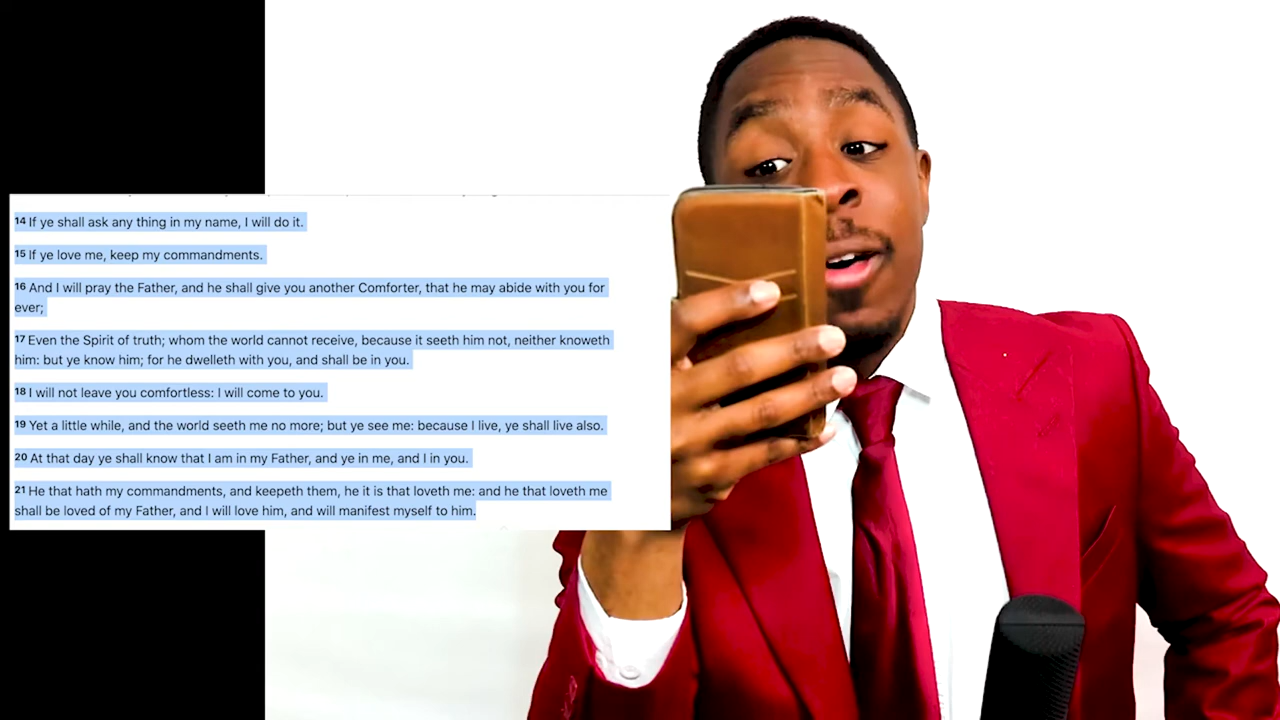 14 If ye shall ask any thing in my name, I will do it.
15 If ye love me, keep my commandments.
16 And I will pray the Father, and he shall give you another Comforter, that he may abide with you for
ever;
17 Even the Spirit of truth; whom the world cannot receive, because it seeth him not, neither knoweth
him: but ye know him; for he dwelleth with you, and shall be in you.
18 I will not leave you comfortless: I will come to you.
19 Yet a little while, and the world seeth me no more; but ye see me: because I live, ye shall live also.
20 At that day ye shall know that I am in my Father, and ye in me, and I in you.
21 He that hath my commandments, and keepeth them, he it is that loveth me: and he that loveth me
shall be loved of my Father, and I will love him, and will manifest myself to him.